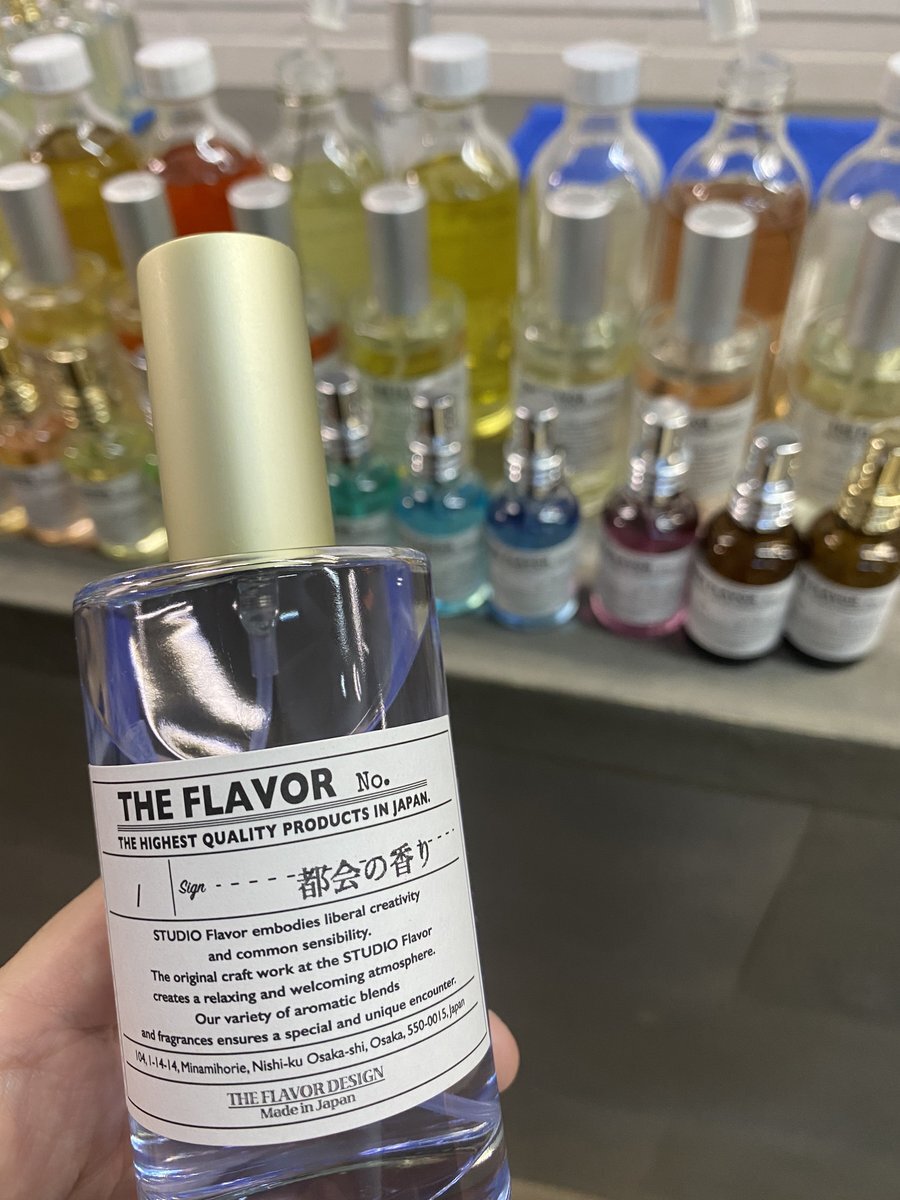 THE FLAVOR No.
THE HIGHEST QUALITY PRODUCTS IN JAPAN.
/ Sign 都会の香り
STUDIO Flavor embodies liberal creativity
and common sensibility.
The original craft work at the STUDIO Flavor
creates a relaxing and welcoming atmosphere.
Our variety of aromatic blends
and fragrances ensures a special and unique encounter.
104, 1-14-14, Minamihorie, Nishi-ku Osaka-shi, Osaka, 550-0015, Japan
THE FLAVOR DESIGN
Made in Japan
FLAVOR